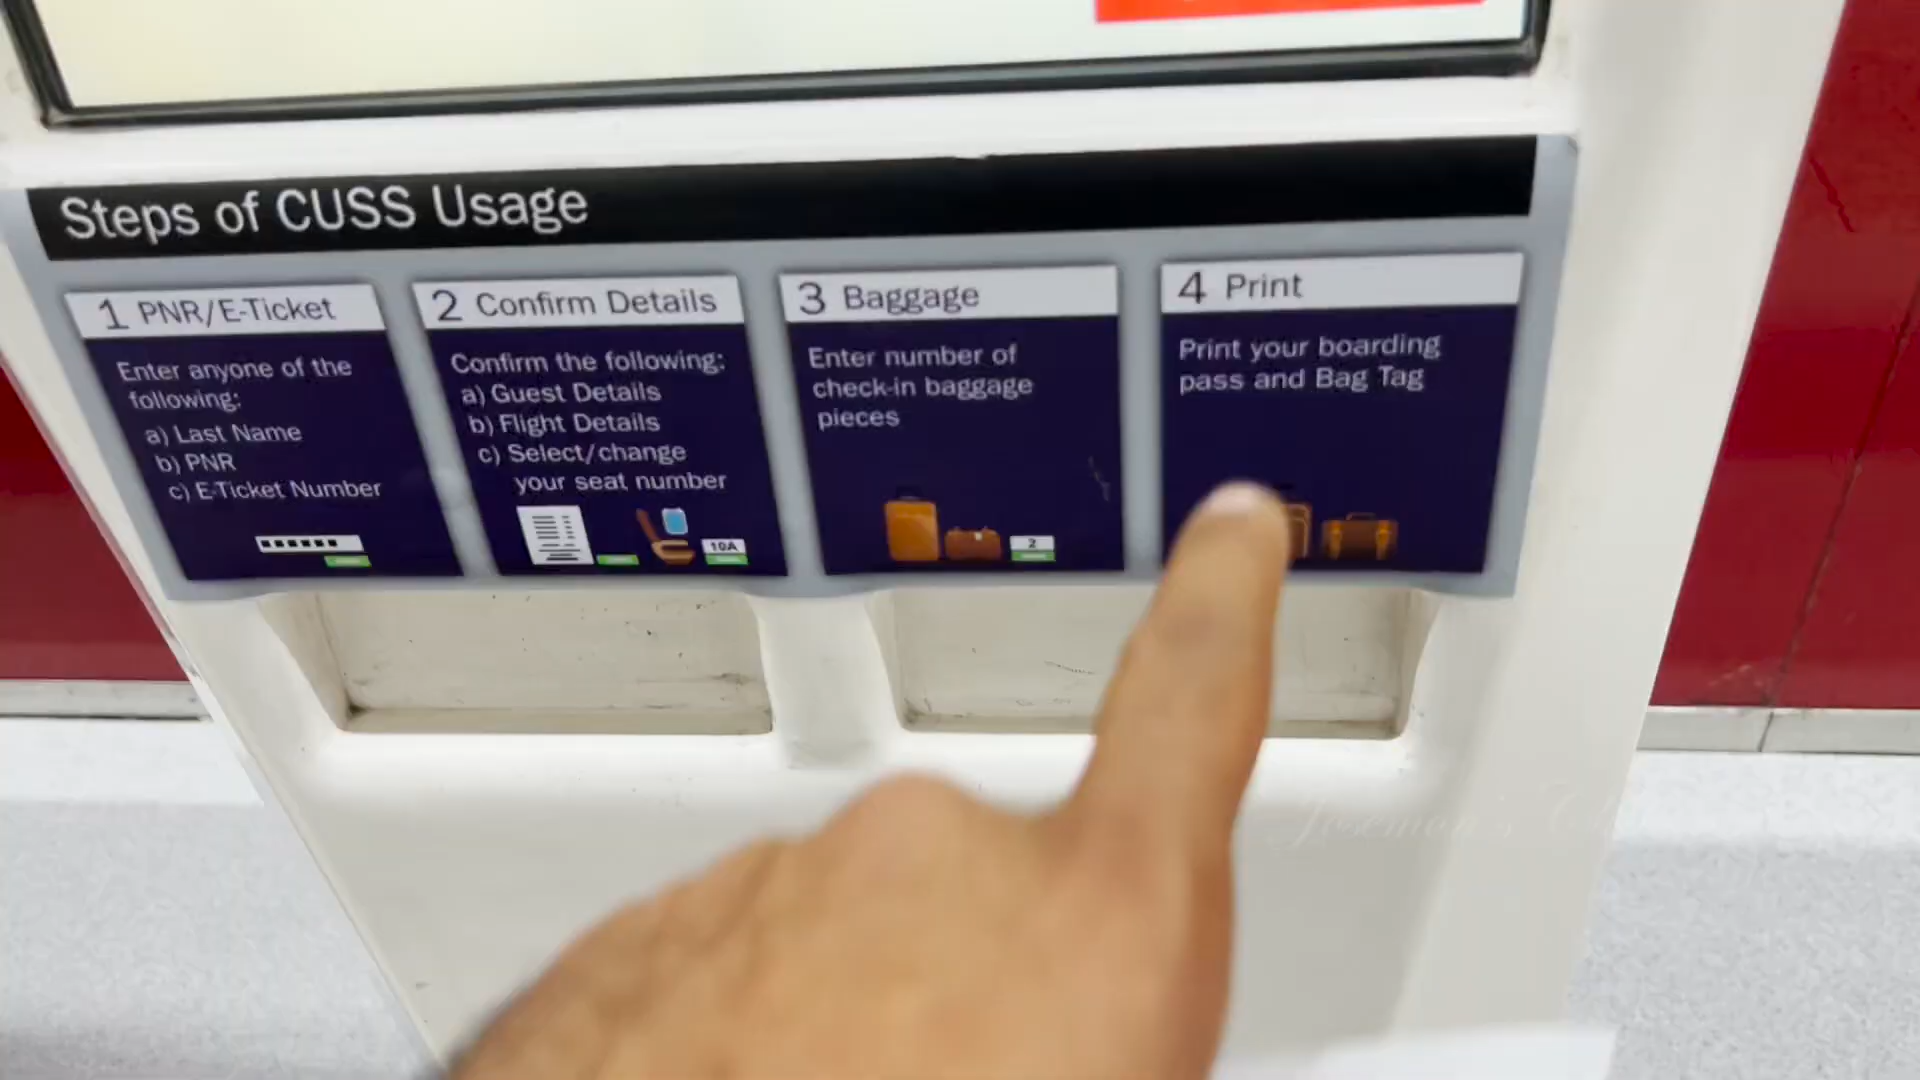 Steps of CUSS Usage
1 PNR/E-Ticket
Enter anyone of the
following:
a) Last Name
b) PNR
c) E-Ticket Number
2 Confirm Details
Confirm the following:
a) Guest Details
b) Flight Details
c) Select/change
your seat number
10A
3 Baggage
Enter number of
check-in baggage
pieces
2
4 Print
Print your boarding
pass and Bag Tag